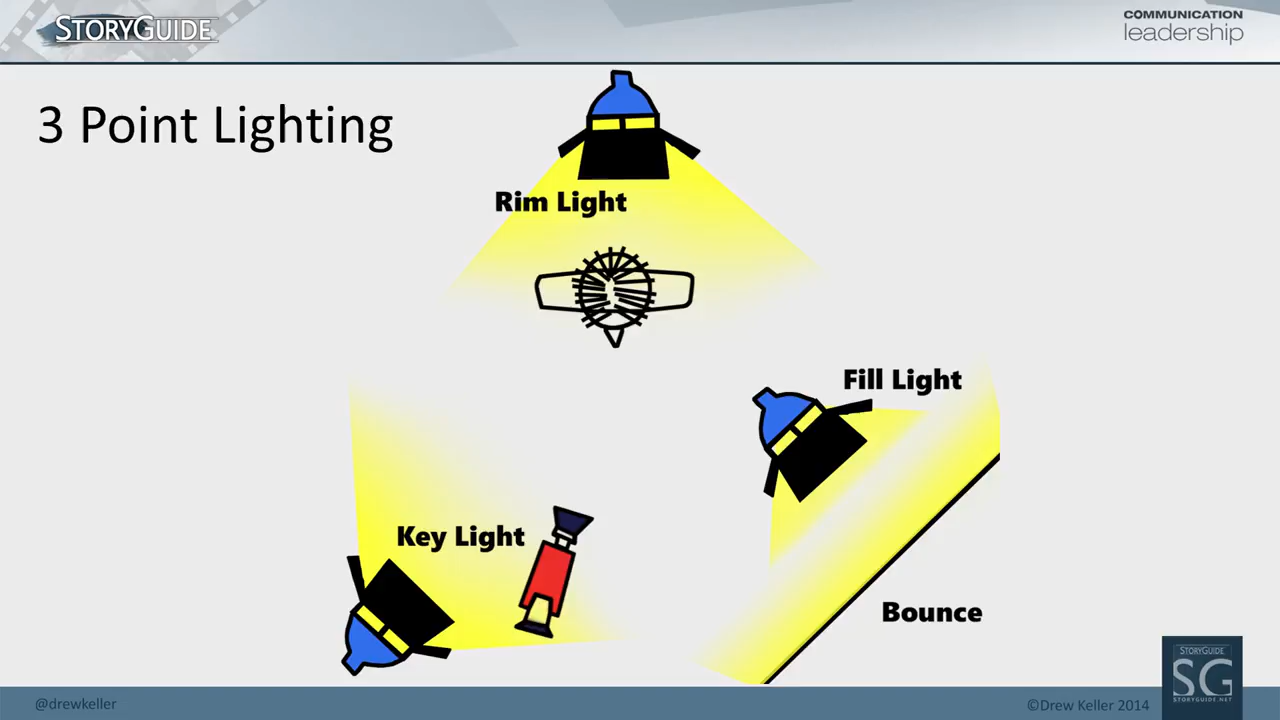 STORYGUIDE
COMMUNICATION
leadership
3 Point Lighting
Rim Light
Fill Light
Key Light
Bounce
STORYGUIDE
SG
STORYGUIDE.NET
@drewkeller
©Drew Keller 2014